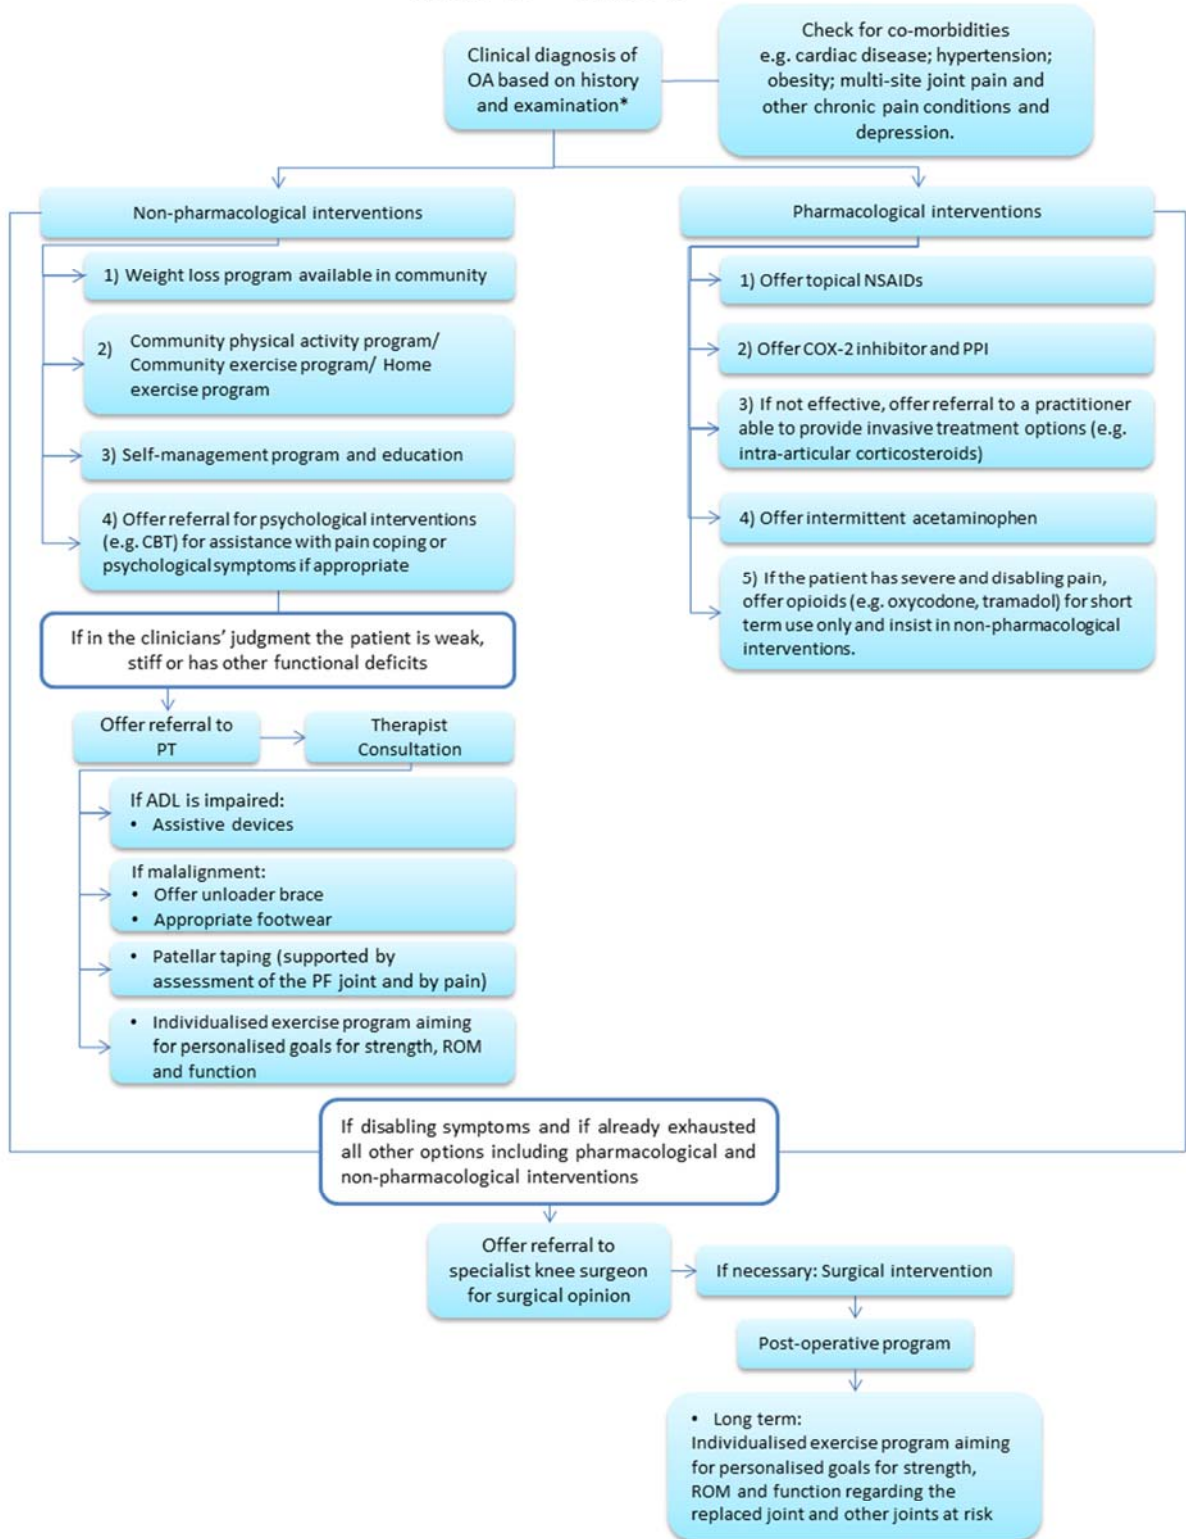 Clinical diagnosis of
OA based on history
and examination*
Check for co-morbidities
e.g. cardiac disease; hypertension;
obesity; multi-site joint pain and
other chronic pain conditions and
depression.
Non-pharmacological interventions
1) Weight loss program available in community
2) Community physical activity program/
Community exercise program/ Home
exercise program
3) Self-management program and education
4) Offer referral for psychological interventions
(e.g. CBT) for assistance with pain coping or
psychological symptoms if appropriate
If in the clinicians’ judgment the patient is weak,
stiff or has other functional deficits
Offer referral to
PT
Therapist
Consultation
If ADL is impaired:
• Assistive devices
If malalignment:
• Offer unloader brace
• Appropriate footwear
• Patellar taping (supported by
assessment of the PF joint and by pain)
• Individualised exercise program aiming
for personalised goals for strength, ROM
and function
Pharmacological interventions
1) Offer topical NSAIDs
2) Offer COX-2 inhibitor and PPI
3) If not effective, offer referral to a practitioner
able to provide invasive treatment options (e.g.
intra-articular corticosteroids)
4) Offer intermittent acetaminophen
5) If the patient has severe and disabling pain,
offer opioids (e.g. oxycodone, tramadol) for short
term use only and insist in non-pharmacological
interventions.
If disabling symptoms and if already exhausted
all other options including pharmacological and
non-pharmacological interventions
Offer referral to
specialist knee surgeon
for surgical opinion
If necessary: Surgical intervention
Post-operative program
• Long term:
Individualised exercise program aiming
for personalised goals for strength,
ROM and function regarding the
replaced joint and other joints at risk